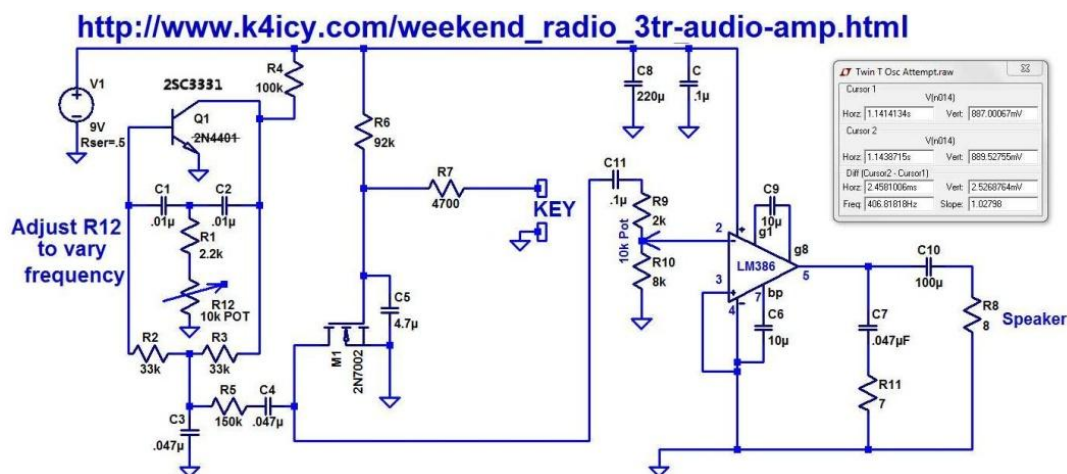 http://www.k4icy.com/weekend_radio_3tr-audio-amp.html
V1
9V
Rser=.5
2SC3331
Q1
2N4401
R4
100k
R6
92k
R7
4700
KEY
C8
220µ
C
.1µ
C1
.01µ
C2
.01µ
R1
2.2k
Adjust R12
to vary
frequency
R12
10k POT
R2
33k
R3
33k
C3
.047µ
R5
150k
C4
.047µ
M1
2N7002
C5
4.7µ
C11
.1µ
10k Pot
R9
2k
R10
8k
2
3
4
g1
C9
10µ
g8
LM386
5
7
bp
C6
10µ
C7
.047µF
R11
7
C10
100µ
R8
8
Speaker
Twin T Osc Attempt.raw
Cursor 1
V(n014)
Horz: 1.1414134s Vert: 887.00067mV
Cursor 2
V(n014)
Horz: 1.1438715s Vert: 889.52755mV
Diff (Cursor2 - Cursor1)
Horz: 2.4581006ms Vert: 2.5268764mV
Freq: 406.81818Hz Slope: 1.02798